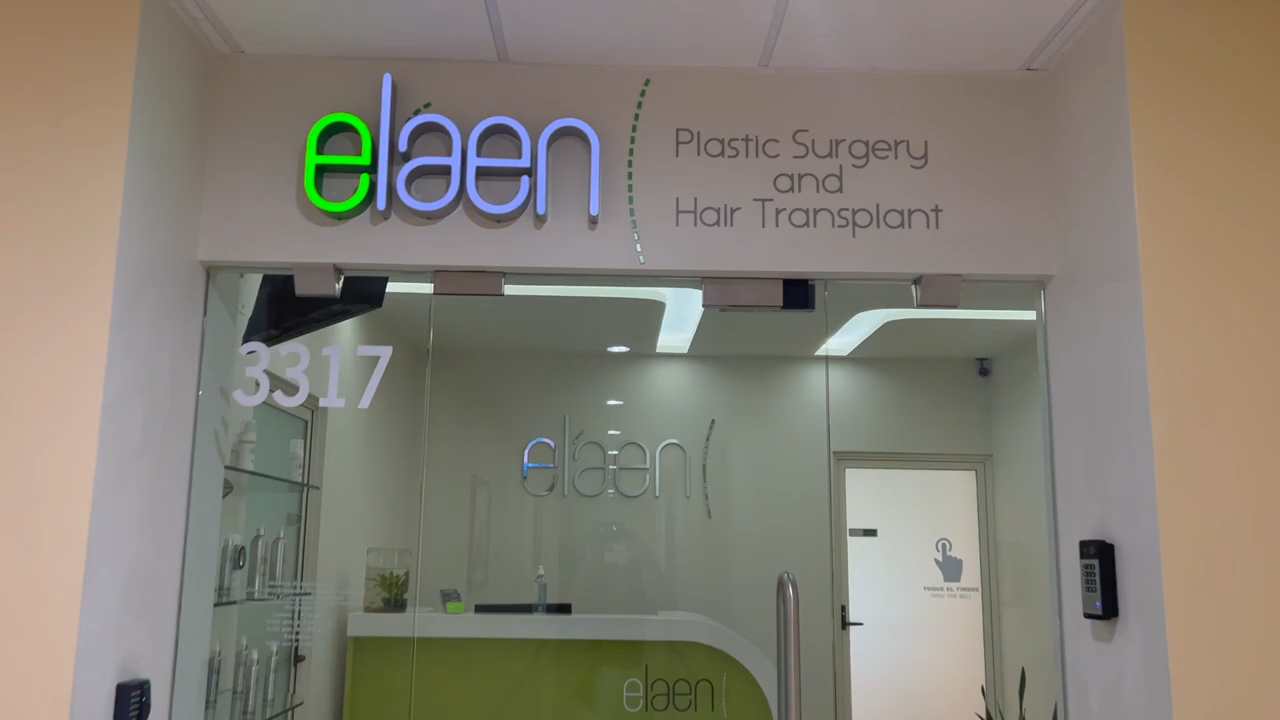 elaen
Plastic Surgery
and
Hair Transplant
3317
elaen
TOQUE EL TIMBRE
RING THE BELL
elaen